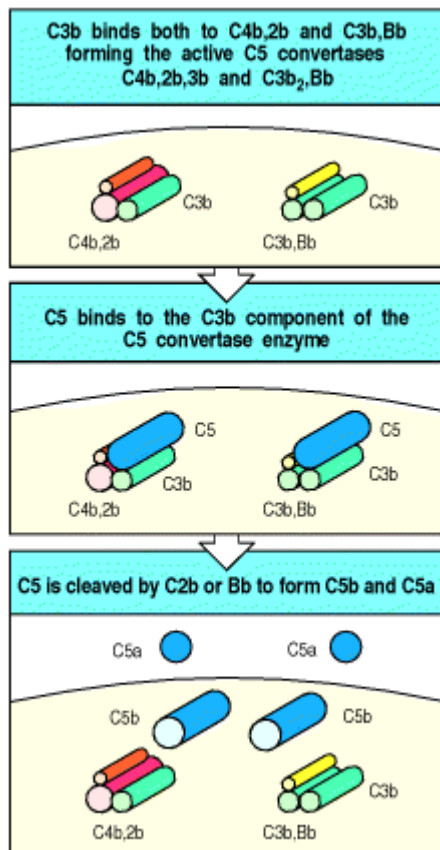 C3b binds both to C4b,2b and C3b,Bb
forming the active C5 convertases
C4b,2b,3b and C3b₂,Bb
C3b
C3b
C4b,2b
C3b,Bb
C5 binds to the C3b component of the
C5 convertase enzyme
C5
C5
C3b
C3b
C4b,2b
C3b,Bb
C5 is cleaved by C2b or Bb to form C5b and C5a
C5a
C5a
C5b
C5b
C3b
C4b,2b
C3b,Bb